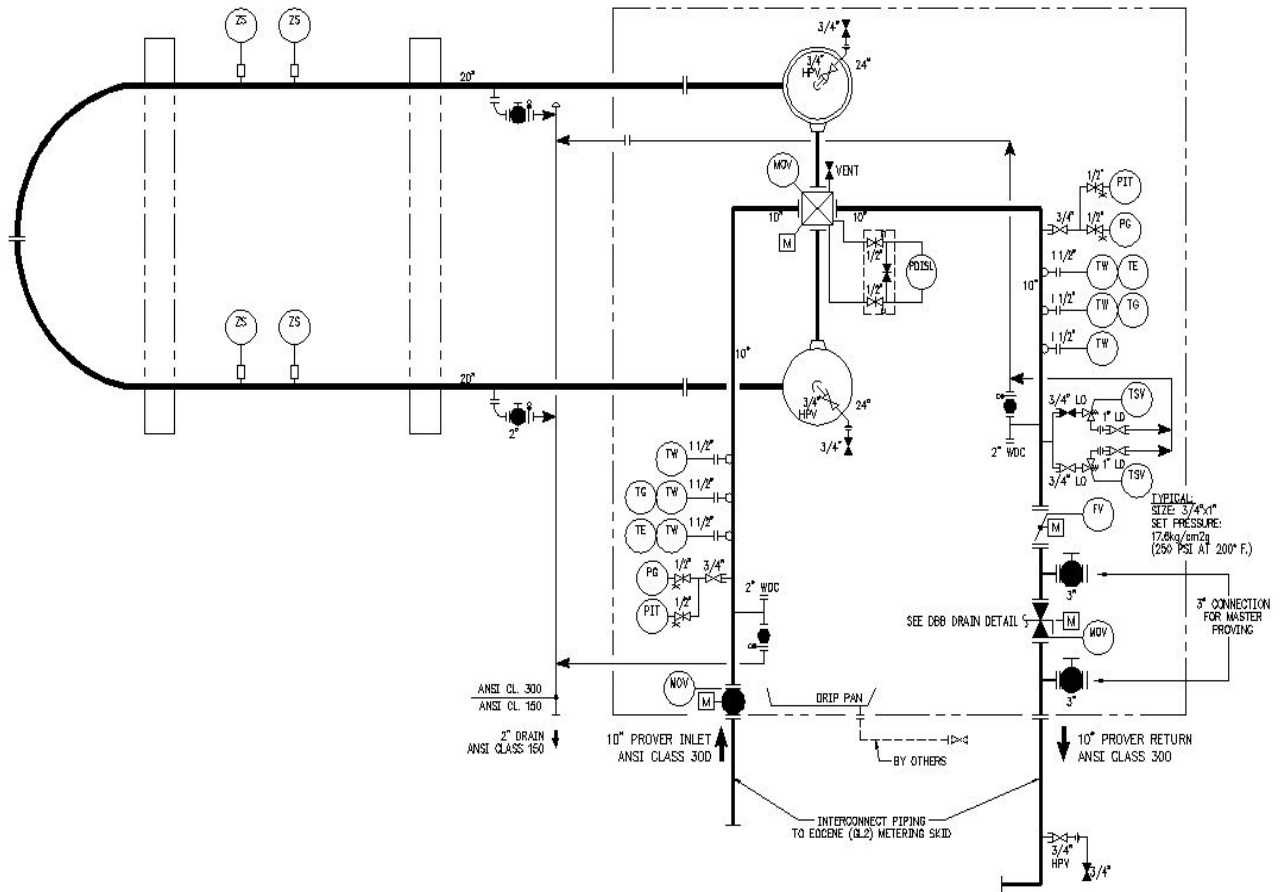 ZS
ZS
3/4"
3/4"
HPV
24"
20"
MOV
VENT
10"
10"
M
1/2"
1/2"
PDISL
1/2"
PIT
3/4"
1/2"
PG
1 1/2"
TW
TE
10"
1 1/2"
TW
TG
1 1/2"
TW
ZS
ZS
10"
20"
3/4"
HPV
24"
3/4"
2"
3/4" LO
TSV
1" LO
2" WDC
1" LO
3/4" LO
TSV
TW
1 1/2"
TG
TW
1 1/2"
TE
TW
1 1/2"
PG
1/2"
3/4"
PIT
1/2"
2" WDC
TYPICAL:
SIZE: 3/4"x1"
SET PRESSURE:
17.6kg/cm2g
(250 PSI AT 200° F.)
FV
M
3"
3" CONNECTION
FOR MASTER
PROVING
SEE DBB DRAIN DETAIL
M
MOV
3"
MOV
M
DRIP PAN
ANSI CL. 300
ANSI CL. 150
2" DRAIN
ANSI CLASS 150
10" PROVER INLET
ANSI CLASS 300
BY OTHERS
10" PROVER RETURN
ANSI CLASS 300
INTERCONNECT PIPING
TO EOCENE (GL2) METERING SKID
3/4"
HPV
3/4"